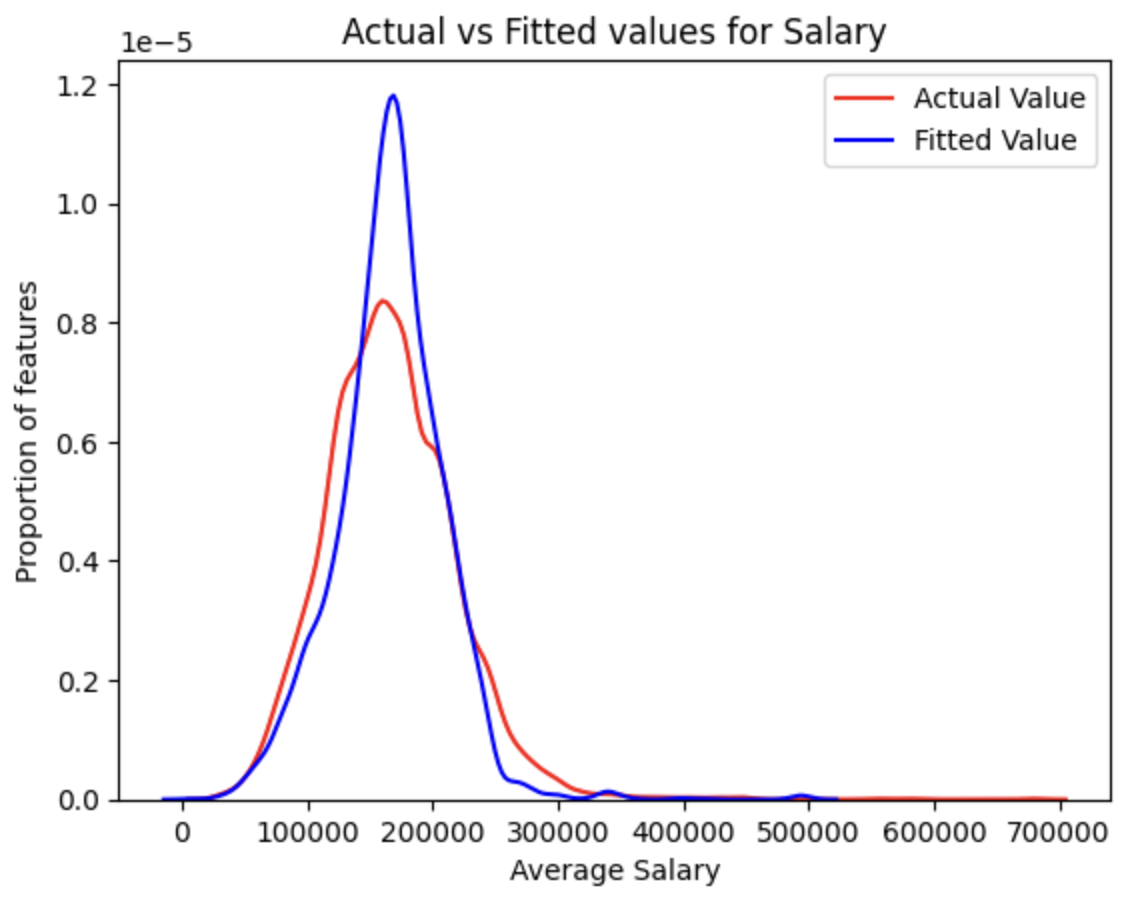 Actual vs Fitted values for Salary
1e−5
Actual Value
Fitted Value
1.2
1.0
0.8
0.6
0.4
0.2
0.0
Proportion of features
0 100000 200000 300000 400000 500000 600000 700000
Average Salary